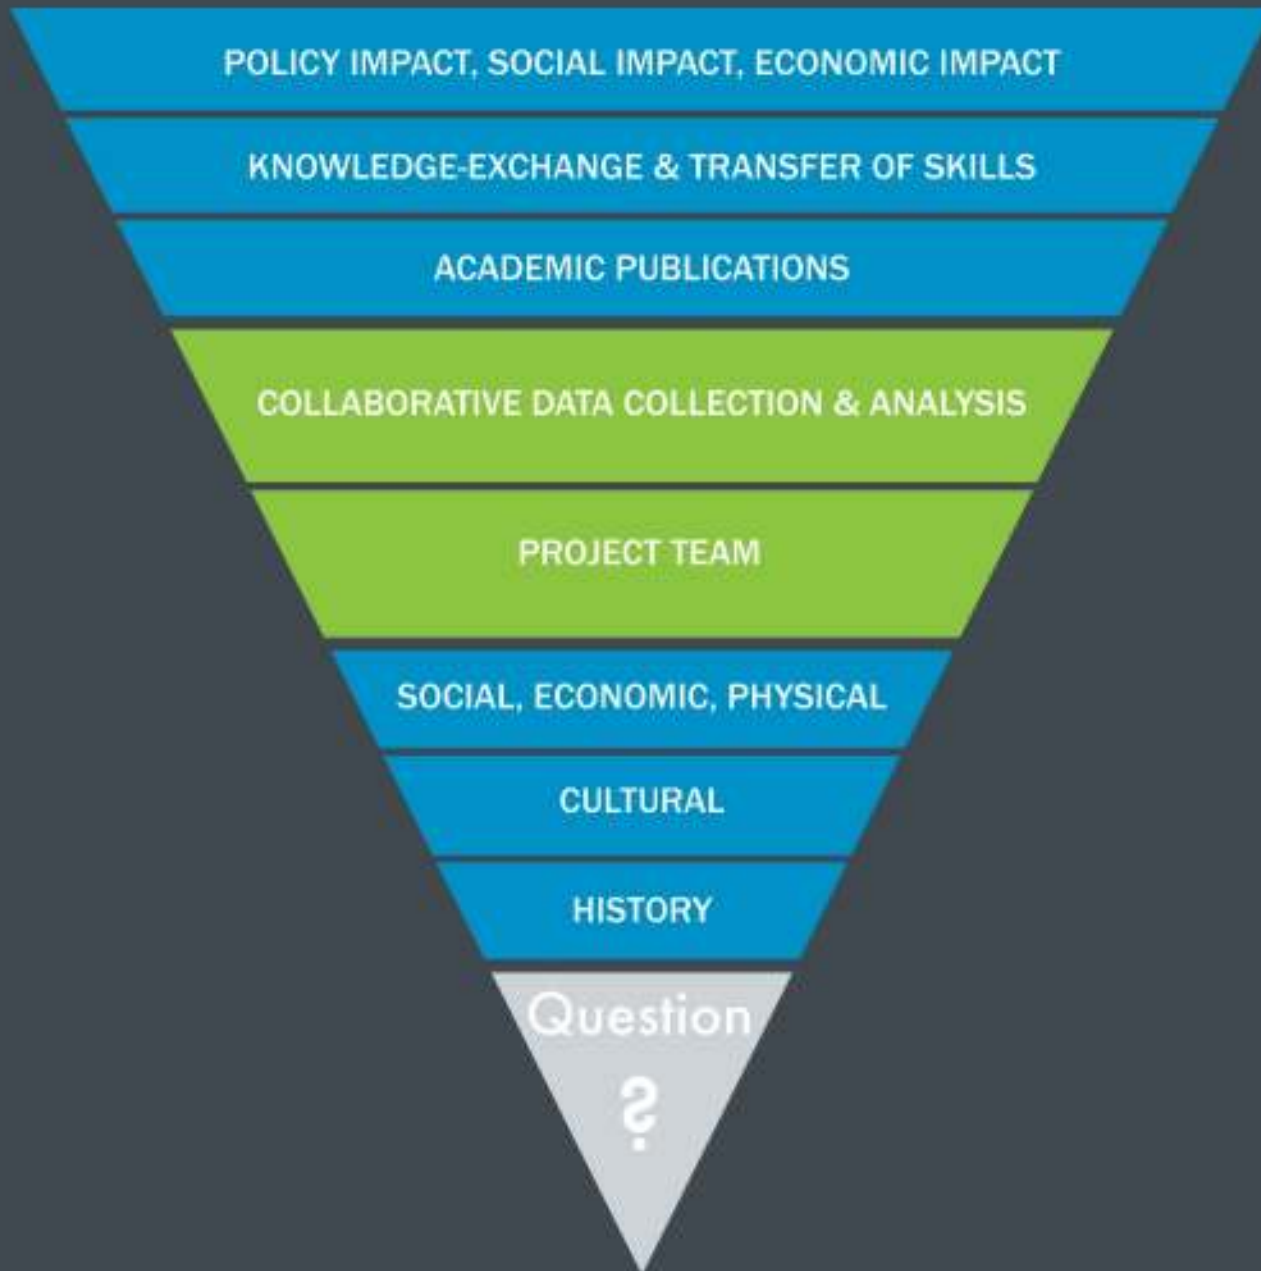 POLICY IMPACT, SOCIAL IMPACT, ECONOMIC IMPACT
KNOWLEDGE-EXCHANGE & TRANSFER OF SKILLS
ACADEMIC PUBLICATIONS
COLLABORATIVE DATA COLLECTION & ANALYSIS
PROJECT TEAM
SOCIAL, ECONOMIC, PHYSICAL
CULTURAL
HISTORY
Question
?